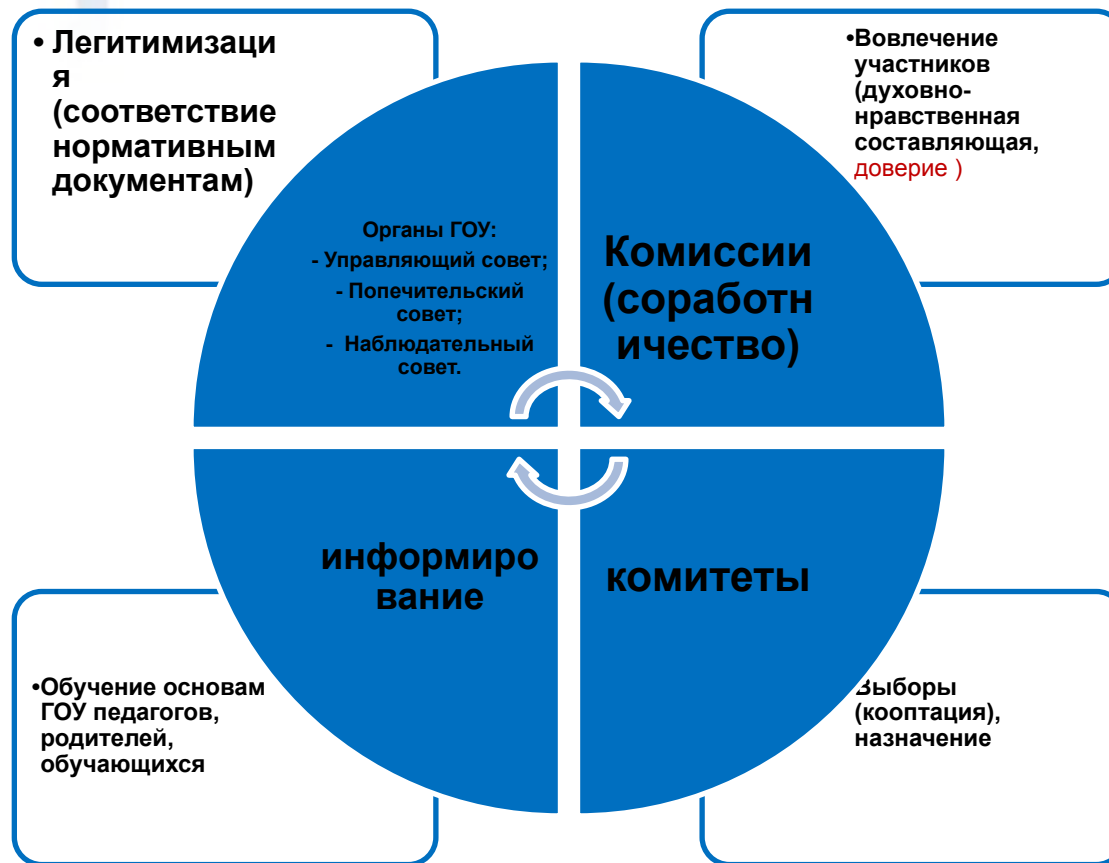 • Легитимизаци
я
(соответствие
нормативным
документам)
•Вовлечение
участников
(духовно-
нравственная
составляющая,
доверие )
Органы ГОУ:
- Управляющий совет;
- Попечительский
совет;
- Наблюдательный
совет.
Комиссии
(соработн
ичество)
информиро
вание
комитеты
•Обучение основам
ГОУ педагогов,
родителей,
обучающихся
Выборы
(кооптация),
назначение